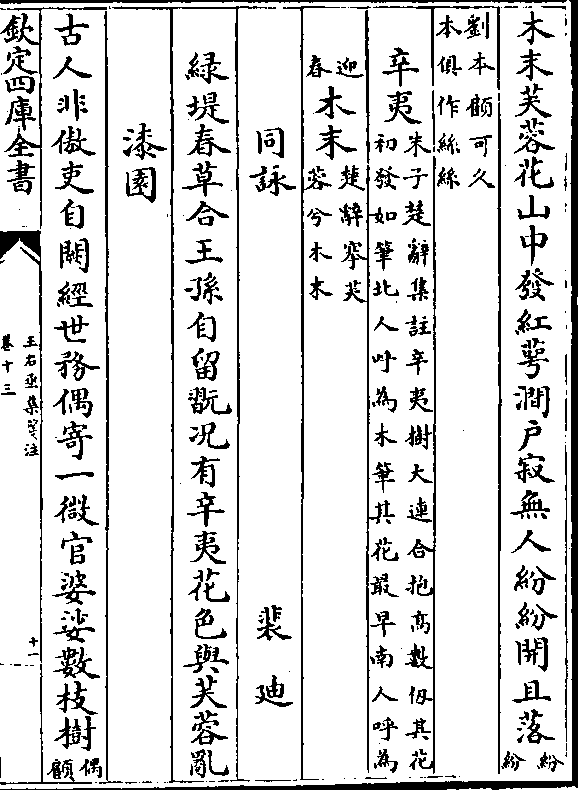 木末芙蓉花山中發紅萼澗戶寂無人紛紛開且落紛紛
劉本顧可久
本俱作絲絲
辛夷
朱子楚辭集註辛夷樹大連合抱高數仞其花
初發如筆北人呼為木筆其花最早南人呼為
迎春
木末
楚辭搴芙
蓉兮木末
同詠 裴廸
緑堤春草合王孫自留翫况有辛夷花色與芙蓉亂
漆園
古人非傲吏自闕經世務偶寄一微官婆娑數枝樹偶顧
欽定四庫全書
王右丞集箋注
卷十三
十一